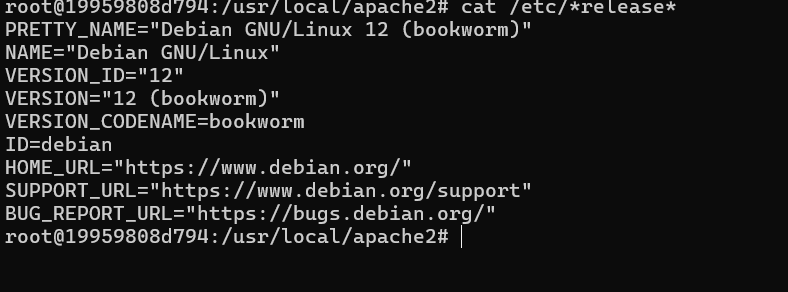 root@19959808d794:/usr/local/apache2# cat /etc/*release*
PRETTY_NAME="Debian GNU/Linux 12 (bookworm)"
NAME="Debian GNU/Linux"
VERSION_ID="12"
VERSION="12 (bookworm)"
VERSION_CODENAME=bookworm
ID=debian
HOME_URL="https://www.debian.org/"
SUPPORT_URL="https://www.debian.org/support"
BUG_REPORT_URL="https://bugs.debian.org/"
root@19959808d794:/usr/local/apache2#